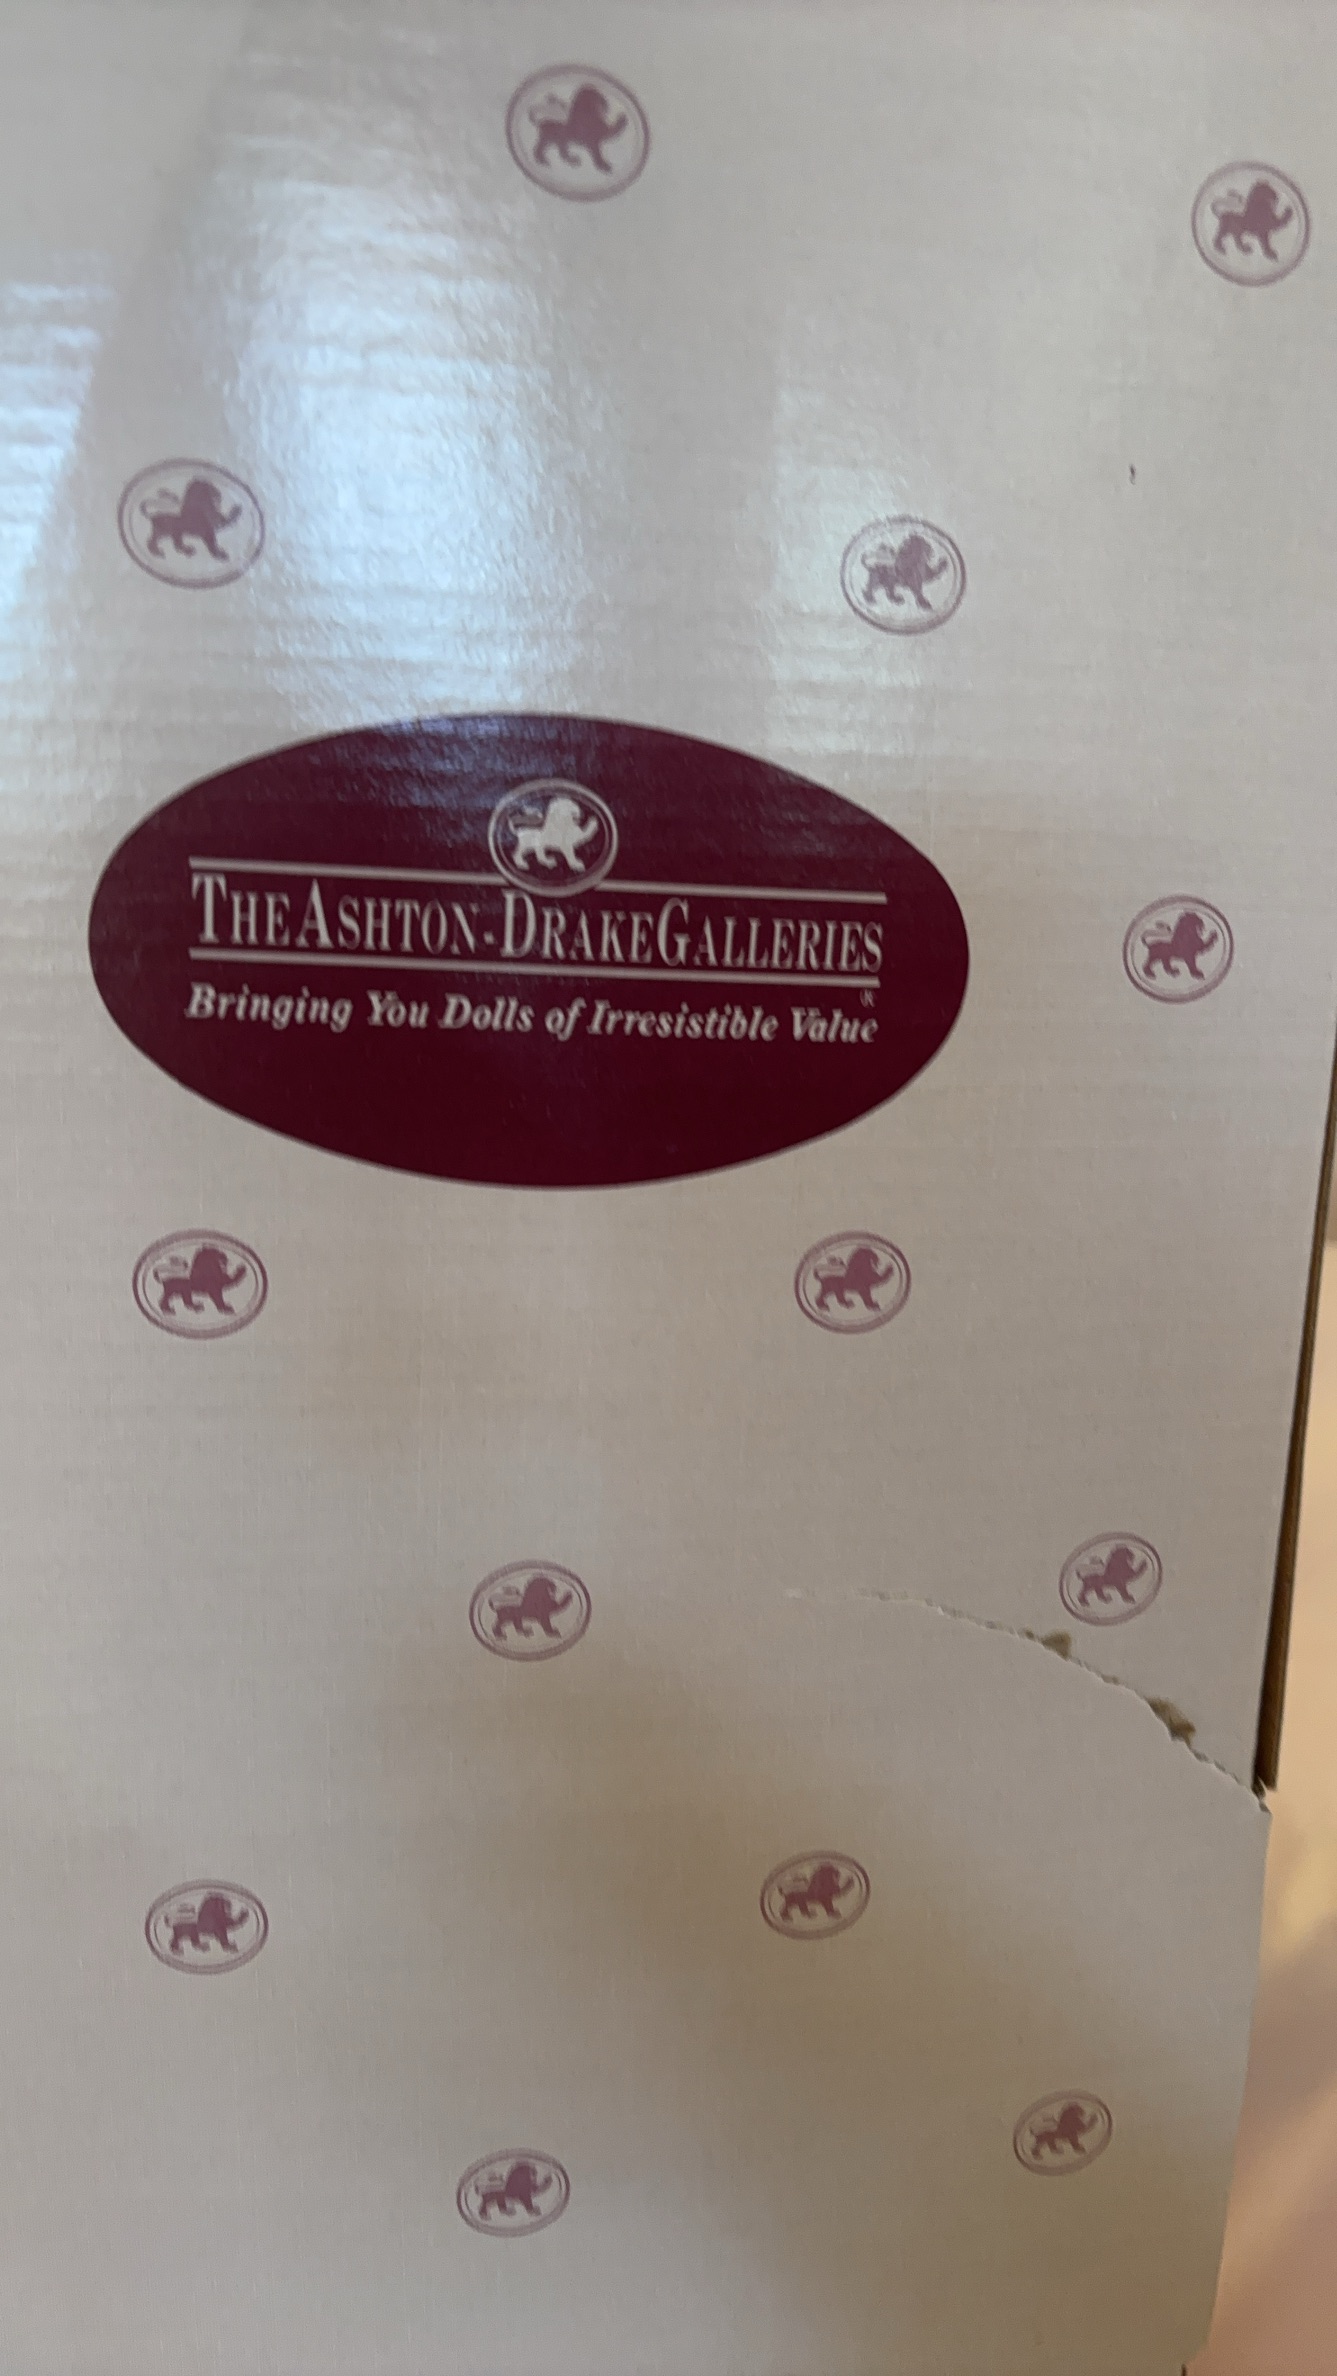 THE ASHTON-DRAKE GALLERIES
®
Bringing You Dolls of Irresistible Value